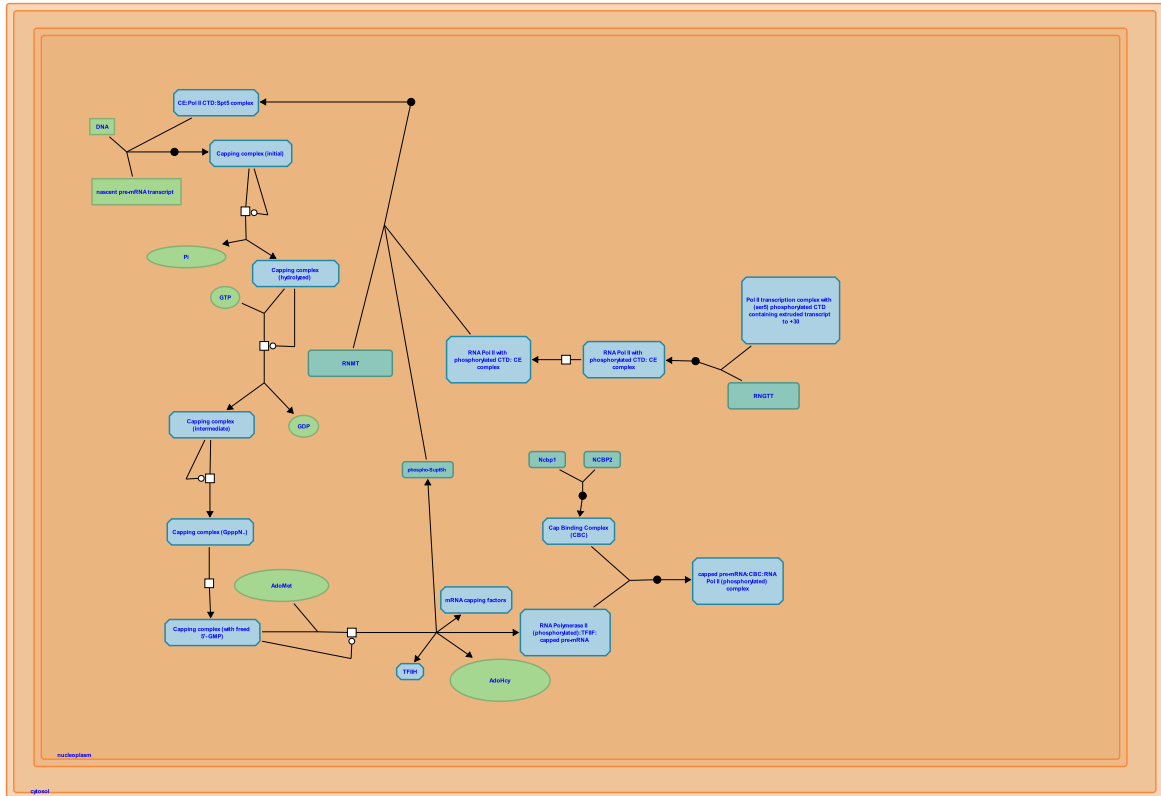 CE:Pol II CTD:Spt5 complex
DNA
Capping complex (initial)
nascent pre-mRNA transcript
Pi
Capping complex
(hydrolyzed)
GTP
Pol II transcription complex with
(ser5) phosphorylated CTD
containing extruded transcript
to +30
RNMT
RNA Pol II with
phosphorylated CTD: CE
complex
RNA Pol II with
phosphorylated CTD: CE
complex
RNGTT
Capping complex
(intermediate)
GDP
phospho-Supt5h
Ncbp1
NCBP2
Capping complex (GpppN..)
Cap Binding Complex
(CBC)
AdoMet
mRNA capping factors
capped pre-mRNA:CBC:RNA
Pol II (phosphorylated)
complex
Capping complex (with freed
5'-GMP)
RNA Polymerase II
(phosphorylated):TFIIF:
capped pre-mRNA
TFIIH
AdoHcy
nucleoplasm
cytosol